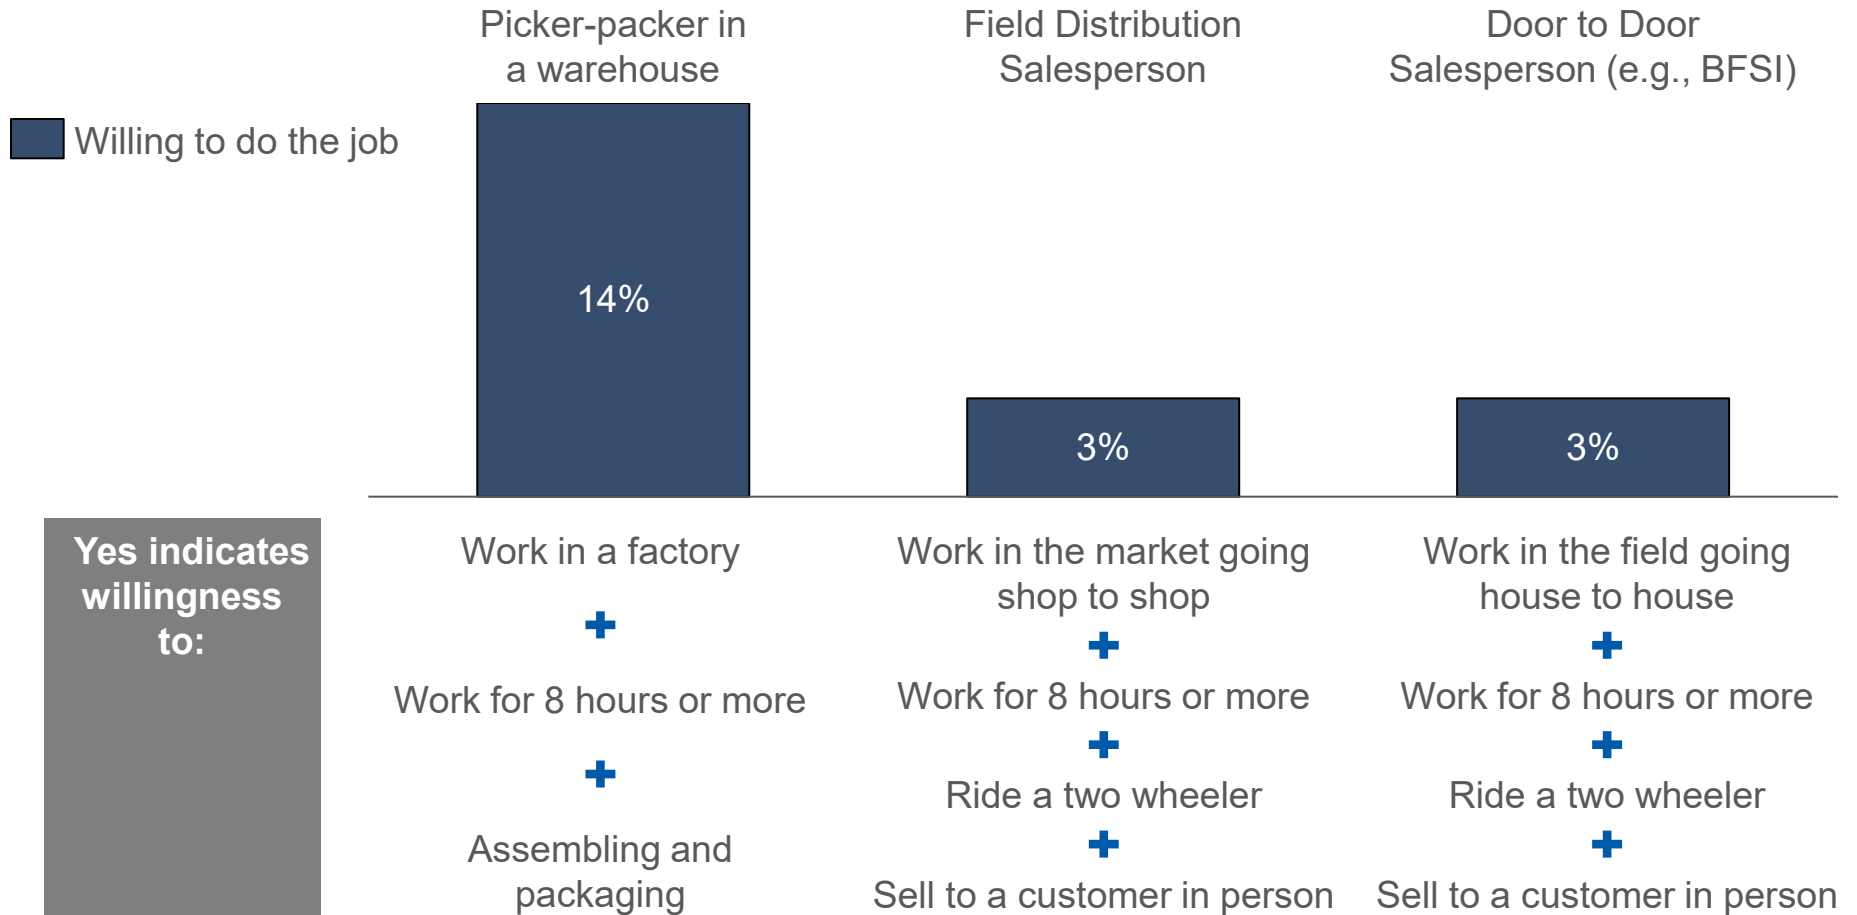 Picker-packer in
a warehouse
Field Distribution
Salesperson
Door to Door
Salesperson (e.g., BFSI)
Willing to do the job
14%
3%
3%
Yes indicates
willingness
to:
Work in a factory
Work for 8 hours or more
Assembling and
packaging
Work in the market going
shop to shop
Work for 8 hours or more
Ride a two wheeler
Sell to a customer in person
Work in the field going
house to house
Work for 8 hours or more
Ride a two wheeler
Sell to a customer in person